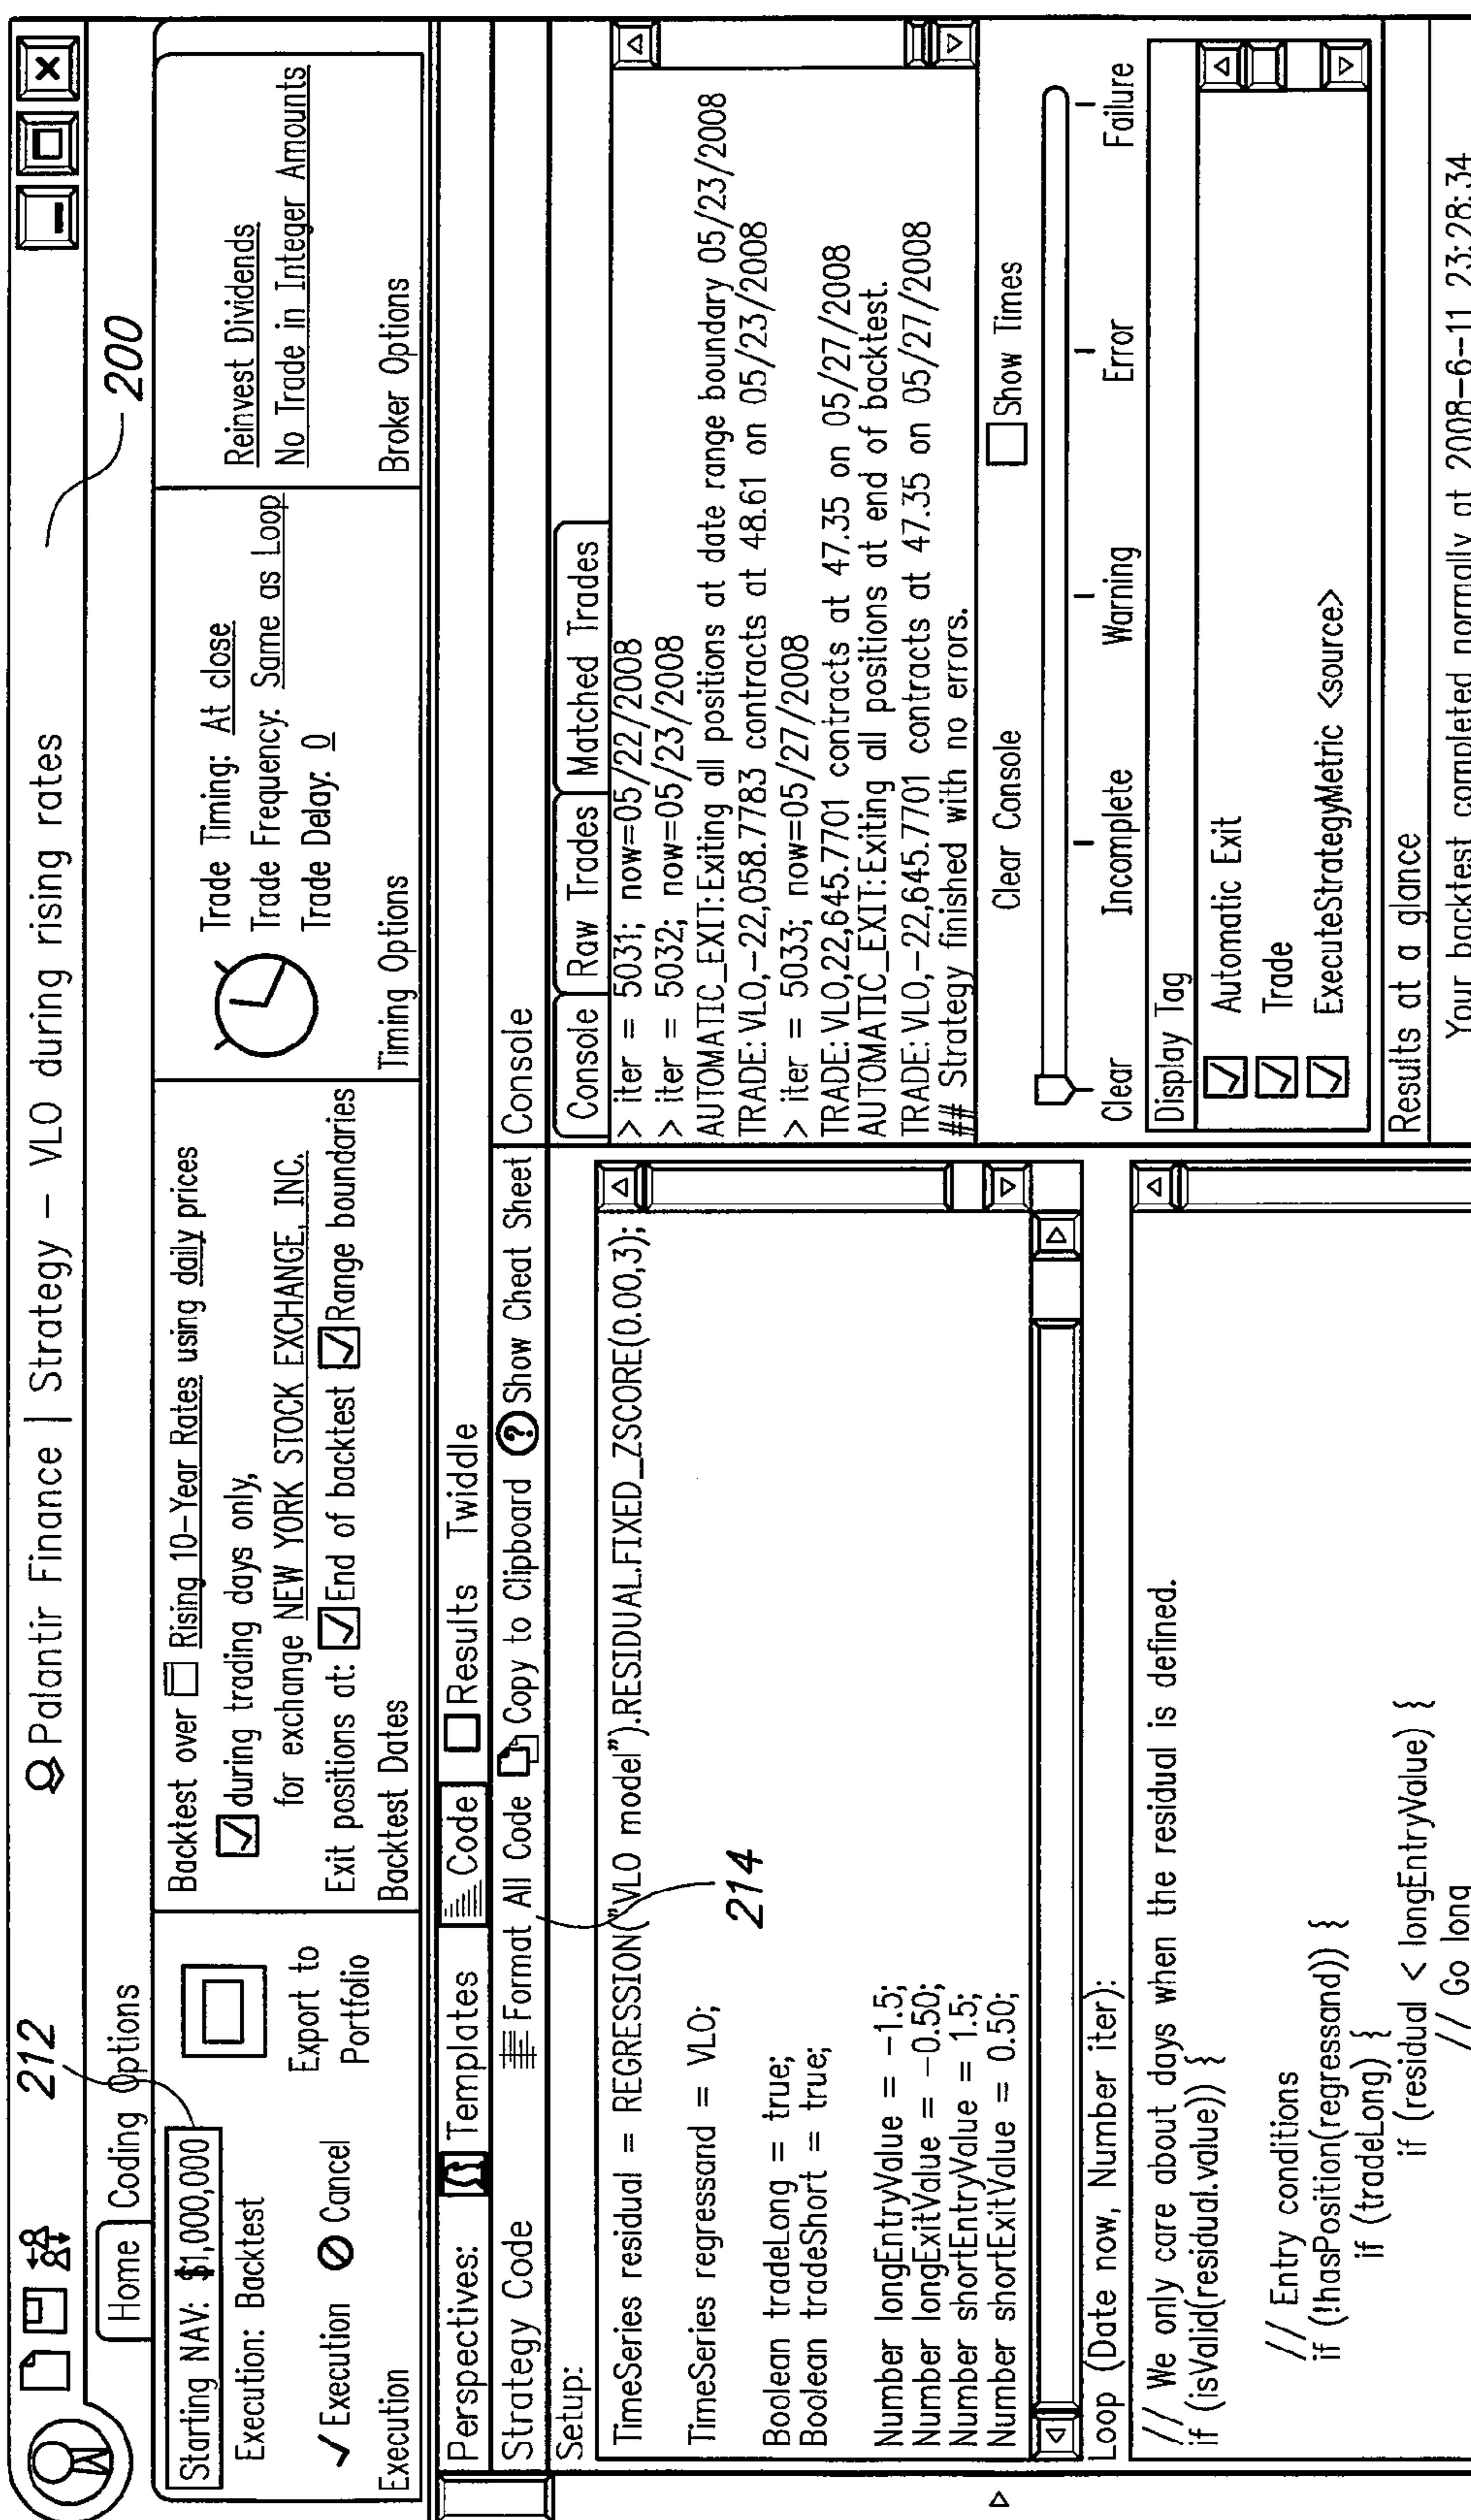 212
Palantir Finance | Strategy – VLO during rising rates
200
Home
Coding Options
Starting NAV: $1,000,000
Execution: Backtest
Execution
Cancel
Export to
Portfolio
Execution
Backtest over Rising 10–Year Rates using daily prices
during trading days only,
for exchange NEW YORK STOCK EXCHANGE, INC.
Exit positions at: End of backtest Range boundaries
Backtest Dates
Trade Timing: At close
Trade Frequency: Same as Loop
Trade Delay: 0
Timing Options
Reinvest Dividends
No Trade in Integer Amounts
Broker Options
Perspectives: Templates Code Results Twiddle
Strategy Code
Format All Code Copy to Clipboard Show Cheat Sheet
Setup:
TimeSeries residual = REGRESSION("VLO model").RESIDUAL.FIXED_ZSCORE(0.00,3);
TimeSeries regressand = VLO;
214
Boolean tradeLong = true;
Boolean tradeShort = true;
Number longEntryValue = –1.5;
Number longExitValue = –0.50;
Number shortEntryValue = 1.5;
Number shortExitValue = 0.50;
Loop (Date now, Number iter):
// We only care about days when the residual is defined.
if (isValid(residual.value)) {
// Entry conditions
if (!hasPosition(regressand)) {
if (tradeLong) {
if (residual < longEntryValue) {
// Go long
Console
Console
Raw Trades
Matched Trades
> iter = 5031; now=05/22/2008
> iter = 5032; now=05/23/2008
AUTOMATIC_EXIT:Exiting all positions at date range boundary 05/23/2008
TRADE: VLO,–22,058.7783 contracts at 48.61 on 05/23/2008
> iter = 5033; now=05/27/2008
TRADE: VLO,22,645.7701 contracts at 47.35 on 05/27/2008
AUTOMATIC_EXIT:Exiting all positions at end of backtest.
TRADE: VLO,–22,645.7701 contracts at 47.35 on 05/27/2008
## Strategy finished with no errors.
Clear Console
Show Times
Clear Incomplete Warning Error Failure
Display Tag
Automatic Exit
Trade
ExecuteStrategyMetric <source>
Results at a glance
Your backtest completed normally at 2008–6–11 23:28:34